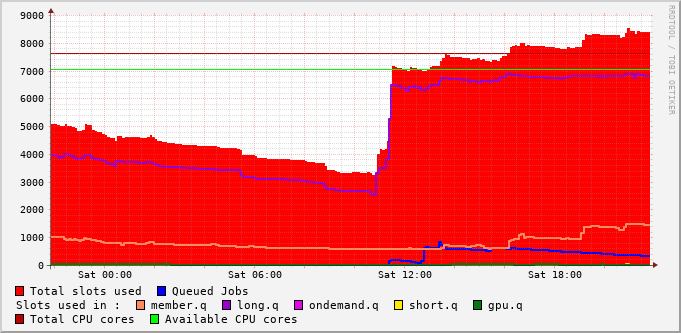 9000
8000
7000
6000
5000
4000
3000
2000
1000
0
Sat 00:00 Sat 06:00 Sat 12:00 Sat 18:00
Total slots used Queued Jobs
Slots used in : member.q long.q ondemand.q short.q gpu.q
Total CPU cores Available CPU cores
RRDTOOL / TOBI OETIKER